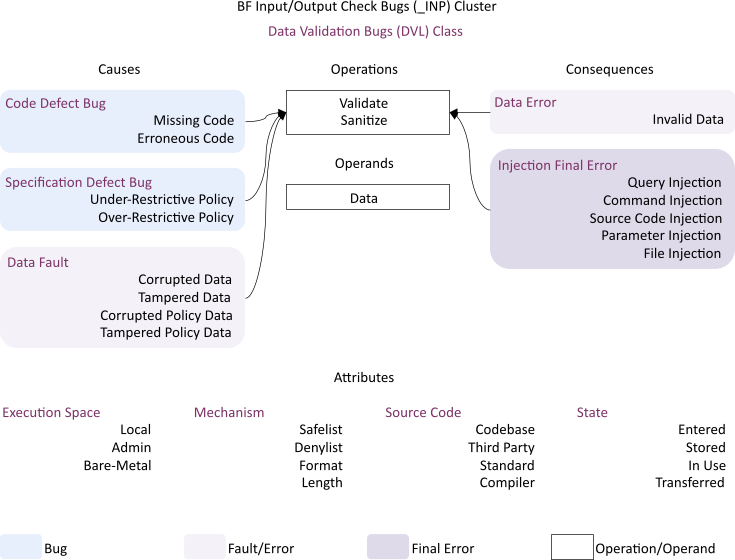 BF Input/Output Check Bugs (_INP) Cluster
Data Validation Bugs (DVL) Class
Causes
Operations
Consequences
Code Defect Bug
Missing Code
Erroneous Code
Specification Defect Bug
Under-Restrictive Policy
Over-Restrictive Policy
Data Fault
Corrupted Data
Tampered Data
Corrupted Policy Data
Tampered Policy Data
Validate
Sanitize
Operands
Data
Data Error
Invalid Data
Injection Final Error
Query Injection
Command Injection
Source Code Injection
Parameter Injection
File Injection
Attributes
Execution Space
Local
Admin
Bare-Metal
Mechanism
Safelist
Denylist
Format
Length
Source Code
Codebase
Third Party
Standard
Compiler
State
Entered
Stored
In Use
Transferred
Bug
Fault/Error
Final Error
Operation/Operand